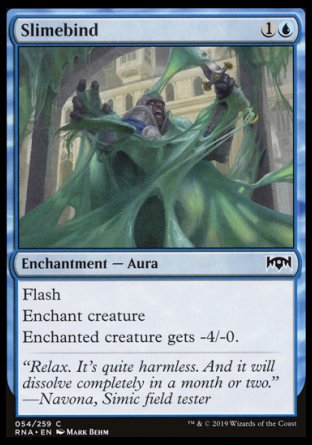 Slimebind 1
Enchantment — Aura
Flash
Enchant creature
Enchanted creature gets -4/-0.
“Relax. It’s quite harmless. And it will
dissolve completely in a month or two.”
—Navona, Simic field tester
054/259 C
RNA • EN Mark Behm
™ & © 2019 Wizards of the Coast